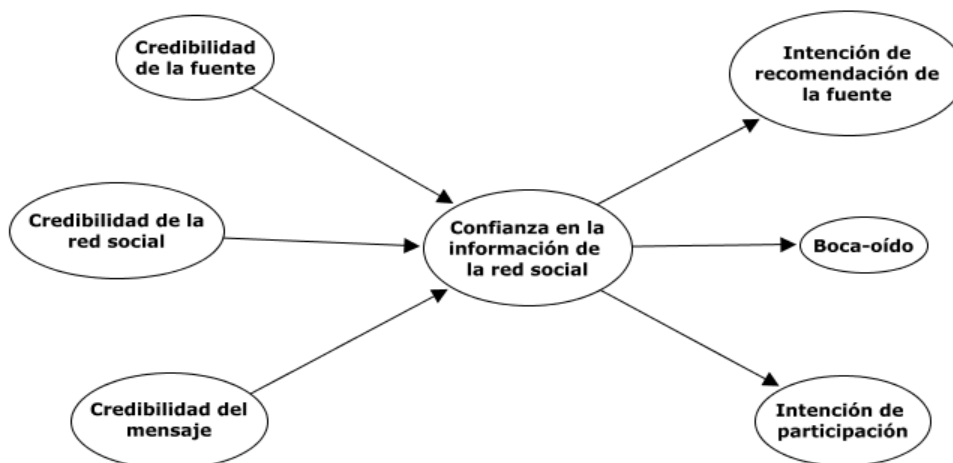 Credibilidad
de la fuente
Intención de
recomendación de
la fuente
Credibilidad de la
red social
Confianza en la
información de
la red social
Boca-oído
Credibilidad del
mensaje
Intención de
participación